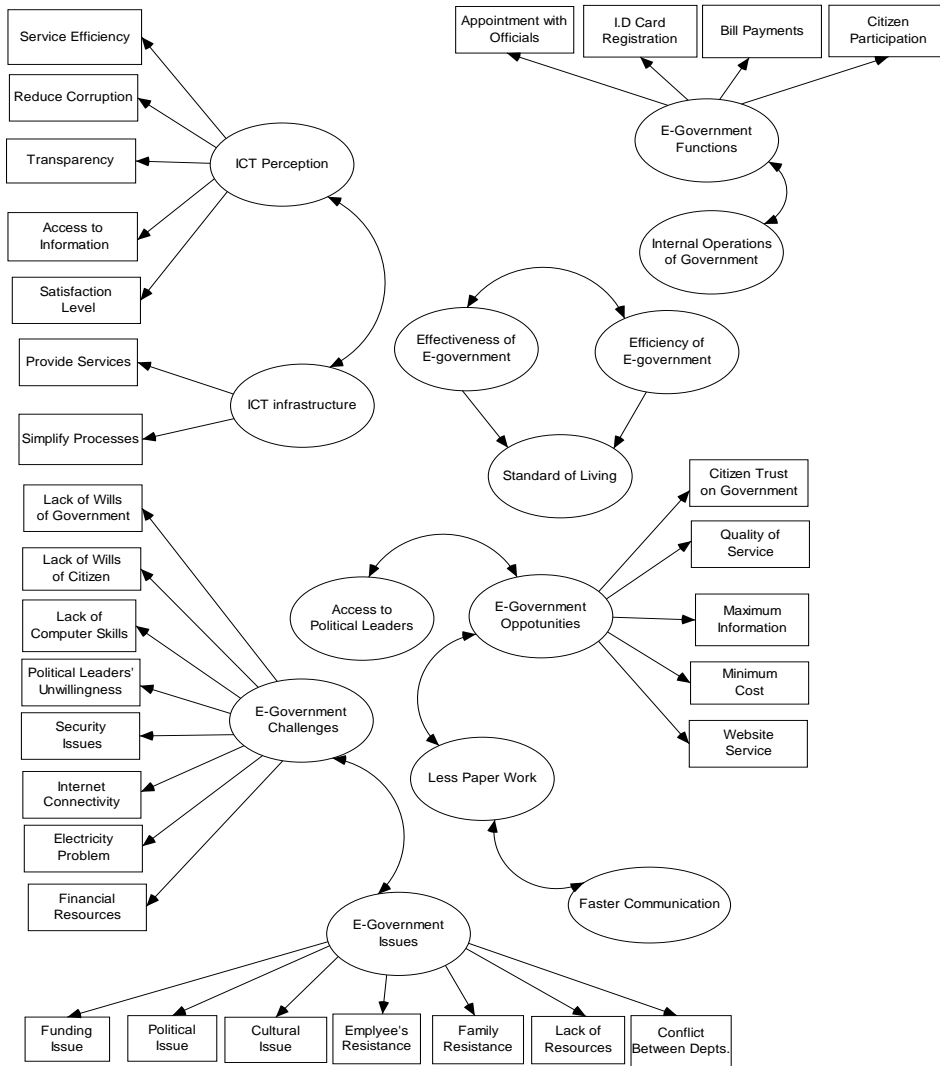 Service Efficiency
Reduce Corruption
Transparency
Access to
Information
Satisfaction
Level
Provide Services
Simplify Processes
ICT Perception
ICT infrastructure
Appointment with
Officials
I.D Card
Registration
Bill Payments
Citizen
Participation
E-Government
Functions
Internal Operations
of Government
Effectiveness of
E-government
Efficiency of
E-government
Standard of Living
Lack of Wills
of Government
Lack of Wills
of Citizen
Lack of
Computer Skills
Political Leaders'
Unwillingness
Security
Issues
Internet
Connectivity
Electricity
Problem
Financial
Resources
E-Government
Challenges
Access to
Political Leaders
E-Government
Oppotunities
Citizen Trust
on Government
Quality of
Service
Maximum
Information
Minimum
Cost
Website
Service
Less Paper Work
Faster Communication
E-Government
Issues
Funding
Issue
Political
Issue
Cultural
Issue
Emplyee's
Resistance
Family
Resistance
Lack of
Resources
Conflict
Between Depts.